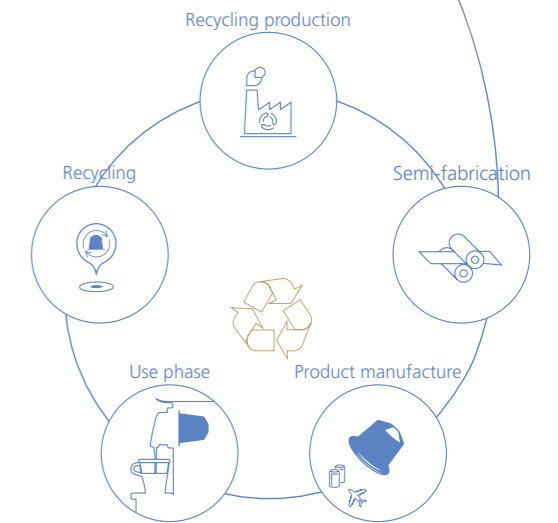 Recycling production
Recycling
Semi-fabrication
Use phase
Product manufacture